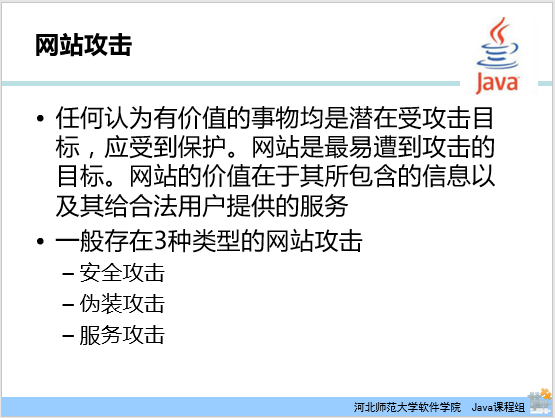 网站攻击
Java
• 任何认为有价值的事物均是潜在受攻击目
标，应受到保护。网站是最易遭到攻击的
目标。网站的价值在于其所包含的信息以
及其给合法用户提供的服务
• 一般存在3种类型的网站攻击
– 安全攻击
– 伪装攻击
– 服务攻击
河北师范大学软件学院 Java课程组